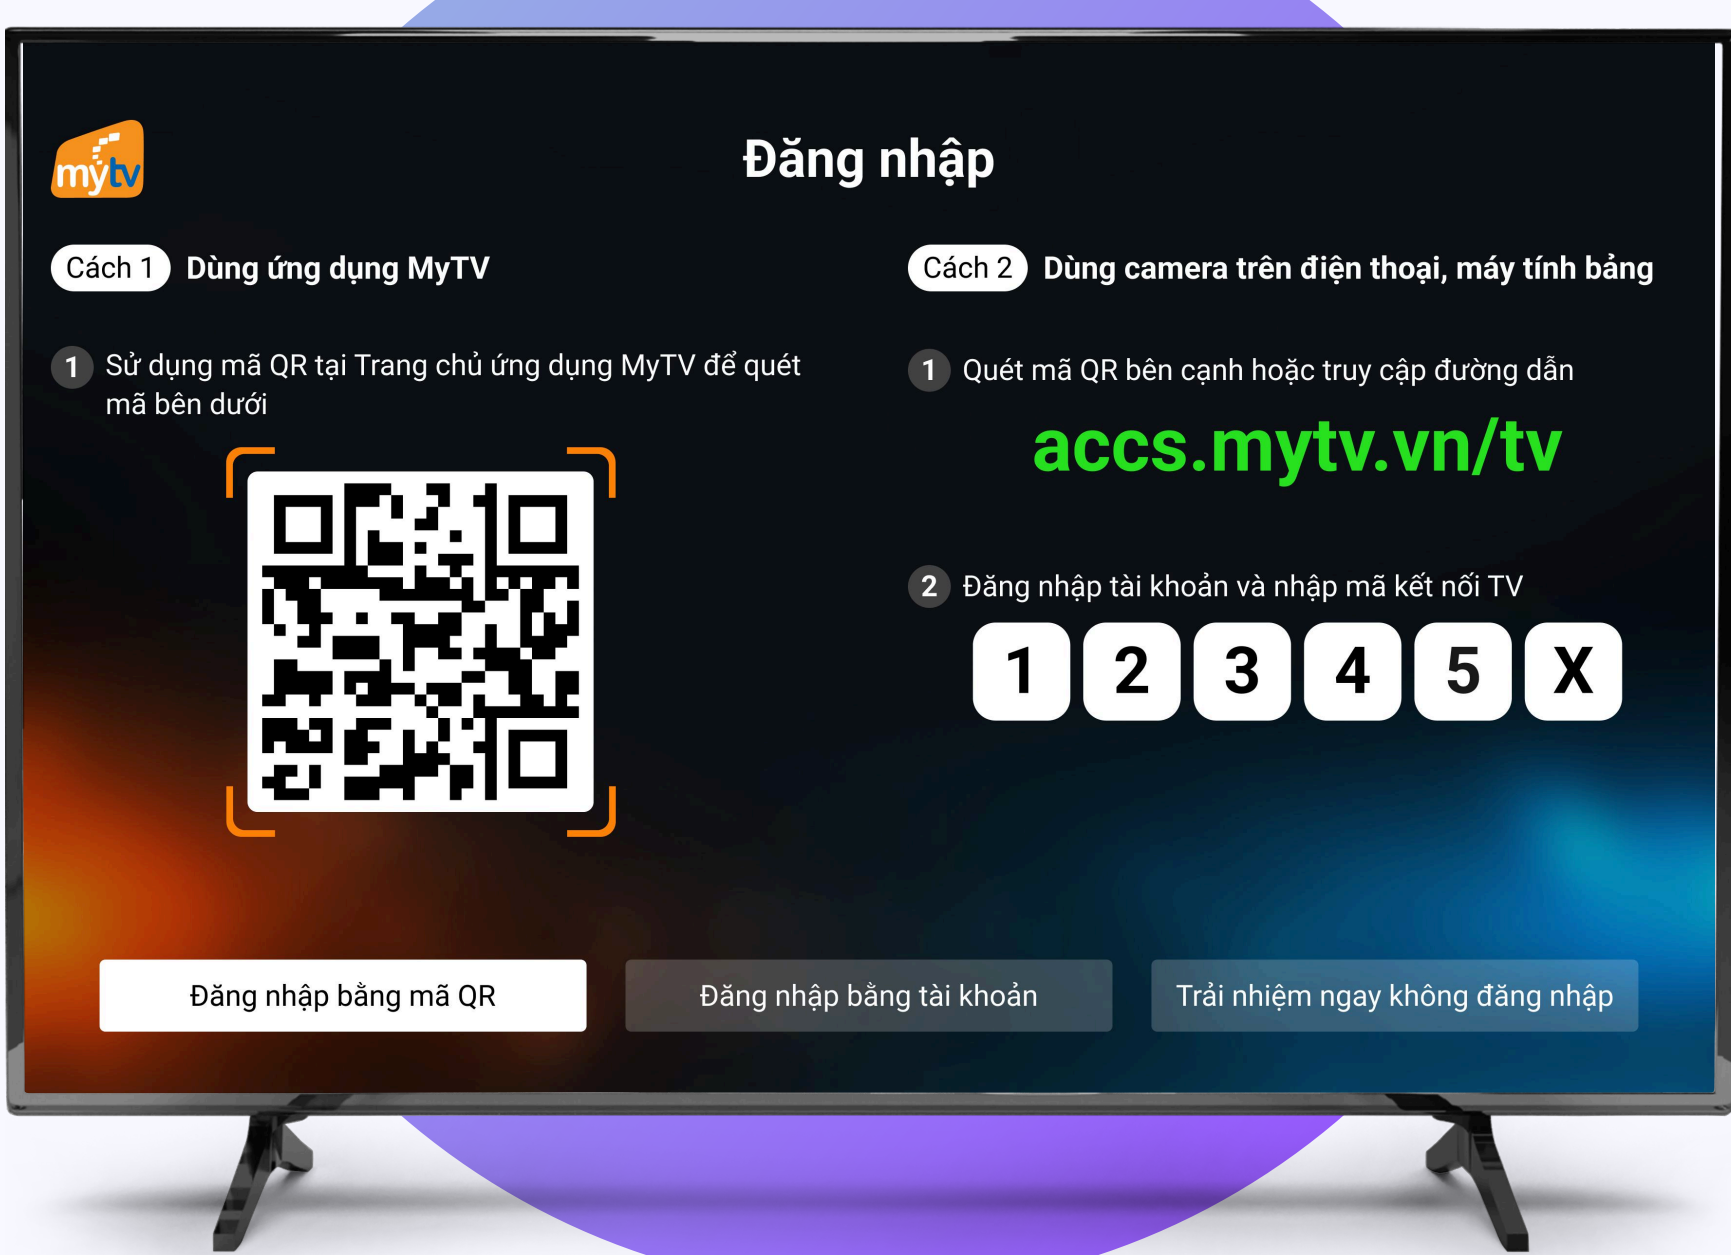 mytv
Đăng nhập
Cách 1 Dùng ứng dụng MyTV
1 Sử dụng mã QR tại Trang chủ ứng dụng MyTV để quét
mã bên dưới
Cách 2 Dùng camera trên điện thoại, máy tính bảng
1 Quét mã QR bên cạnh hoặc truy cập đường dẫn
accs.mytv.vn/tv
2 Đăng nhập tài khoản và nhập mã kết nối TV
1 2 3 4 5 X
Đăng nhập bằng mã QR
Đăng nhập bằng tài khoản
Trải nhiệm ngay không đăng nhập